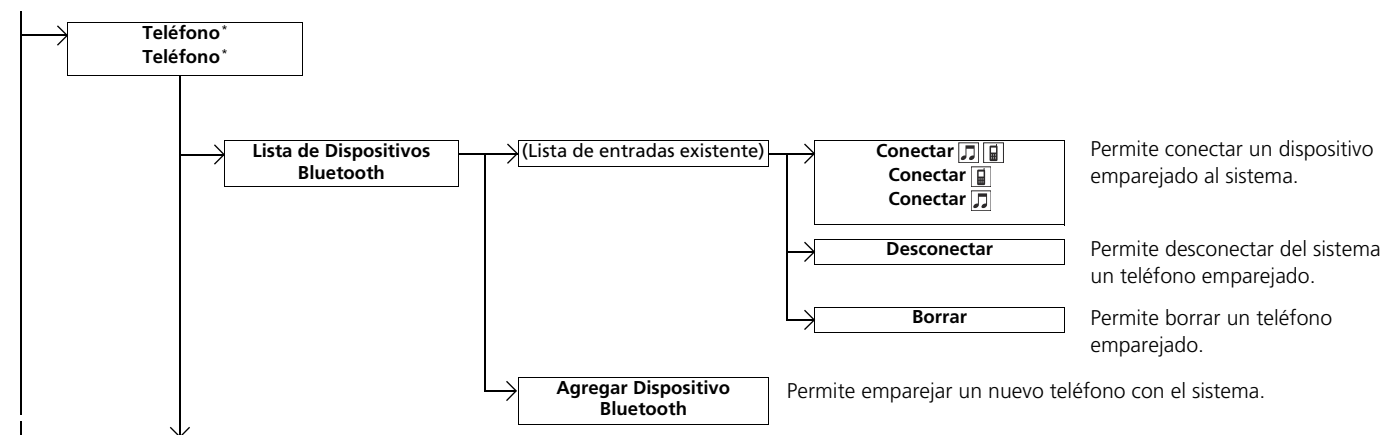 Teléfono*
Teléfono*
Lista de Dispositivos
Bluetooth
(Lista de entradas existente)
Conectar
Conectar
Conectar
Permite conectar un dispositivo
emparejado al sistema.
Desconectar
Permite desconectar del sistema
un teléfono emparejado.
Borrar
Permite borrar un teléfono
emparejado.
Agregar Dispositivo
Bluetooth
Permite emparejar un nuevo teléfono con el sistema.